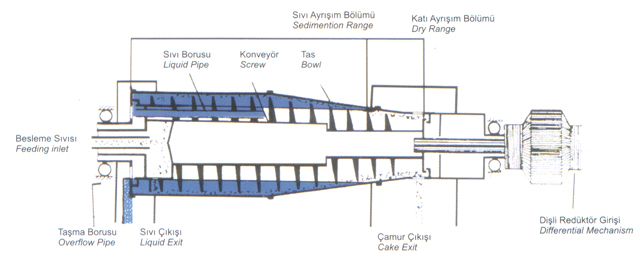 Sıvı Ayrışım Bölümü
Sedimention Range
Katı Ayrışım Bölümü
Dry Range
Sıvı Borusu
Liquid Pipe
Konveyör
Screw
Tas
Bowl
Besleme Sıvısı
Feeding inlet
Taşma Borusu
Overflow Pipe
Sıvı Çıkışı
Liquid Exit
Çamur Çıkışı
Cake Exit
Dişli Redüktör Girişi
Differential Mechanism